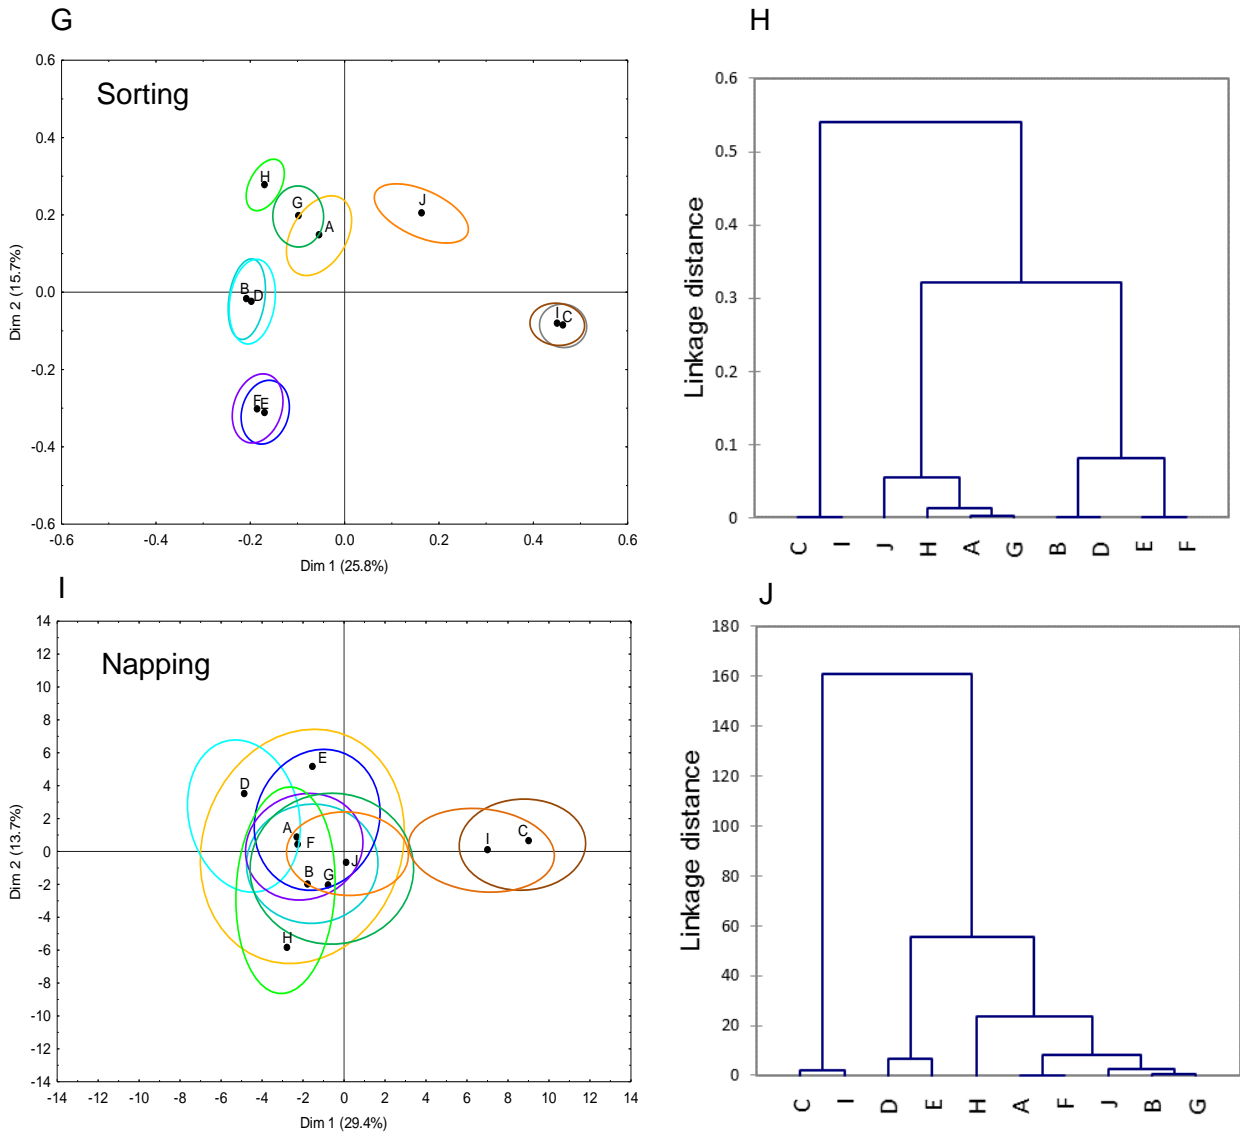 G
Sorting
0.6
0.4
0.2
0.0
-0.2
-0.4
-0.6
-0.6
-0.4
-0.2
0.0
0.2
0.4
0.6
Dim 2 (15.7%)
Dim 1 (25.8%)
H
G
A
J
B
D
I
C
F
E
H
0.6
0.5
0.4
0.3
0.2
0.1
0
Linkage distance
C
I
J
H
A
G
B
D
E
F
I
Napping
14
12
10
8
6
4
2
0
-2
-4
-6
-8
-10
-12
-14
-14
-12
-10
-8
-6
-4
-2
0
2
4
6
8
10
12
14
Dim 2 (13.7%)
Dim 1 (29.4%)
E
D
A
F
J
B
G
H
I
C
J
180
160
140
120
100
80
60
40
20
0
Linkage distance
C
I
D
E
H
A
F
J
B
G